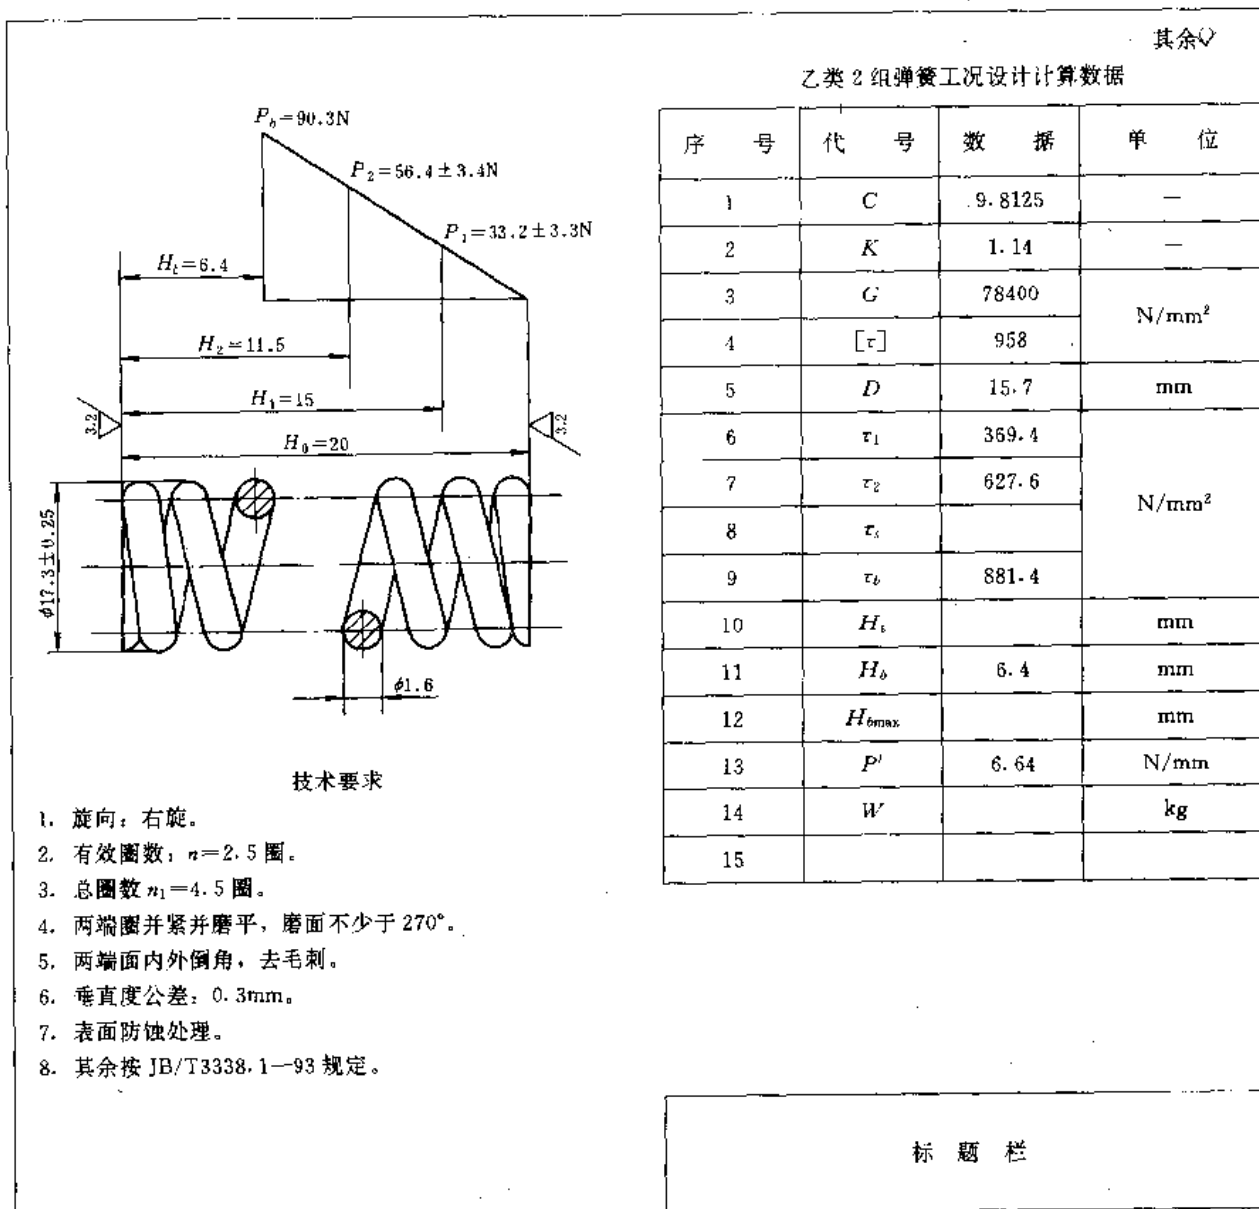 其余
乙类 2 组弹簧工况设计计算数据
P_b=90.3N
P_2=56.4±3.4N
P_1=33.2±3.3N
H_b=6.4
H_2=11.5
H_1=15
H_0=20
3.2
3.2
φ17.3±0.25
φ1.6
技术要求
1. 旋向：右旋。
2. 有效圈数：n=2.5 圈。
3. 总圈数 n_1=4.5 圈。
4. 两端圈并紧并磨平，磨面不少于 270°。
5. 两端面内外倒角，去毛刺。
6. 垂直度公差：0.3mm。
7. 表面防蚀处理。
8. 其余按 JB/T3338.1—93 规定。
序 号 代 号 数 据 单 位
1 C 9.8125 —
2 K 1.14 —
3 G 78400 N/mm²
4 [τ] 958
5 D 15.7 mm
6 τ_1 369.4 N/mm²
7 τ_2 627.6
8 τ_s
9 τ_b 881.4
10 H_s mm
11 H_b 6.4 mm
12 H_bmax mm
13 P' 6.64 N/mm
14 W kg
15
标 题 栏